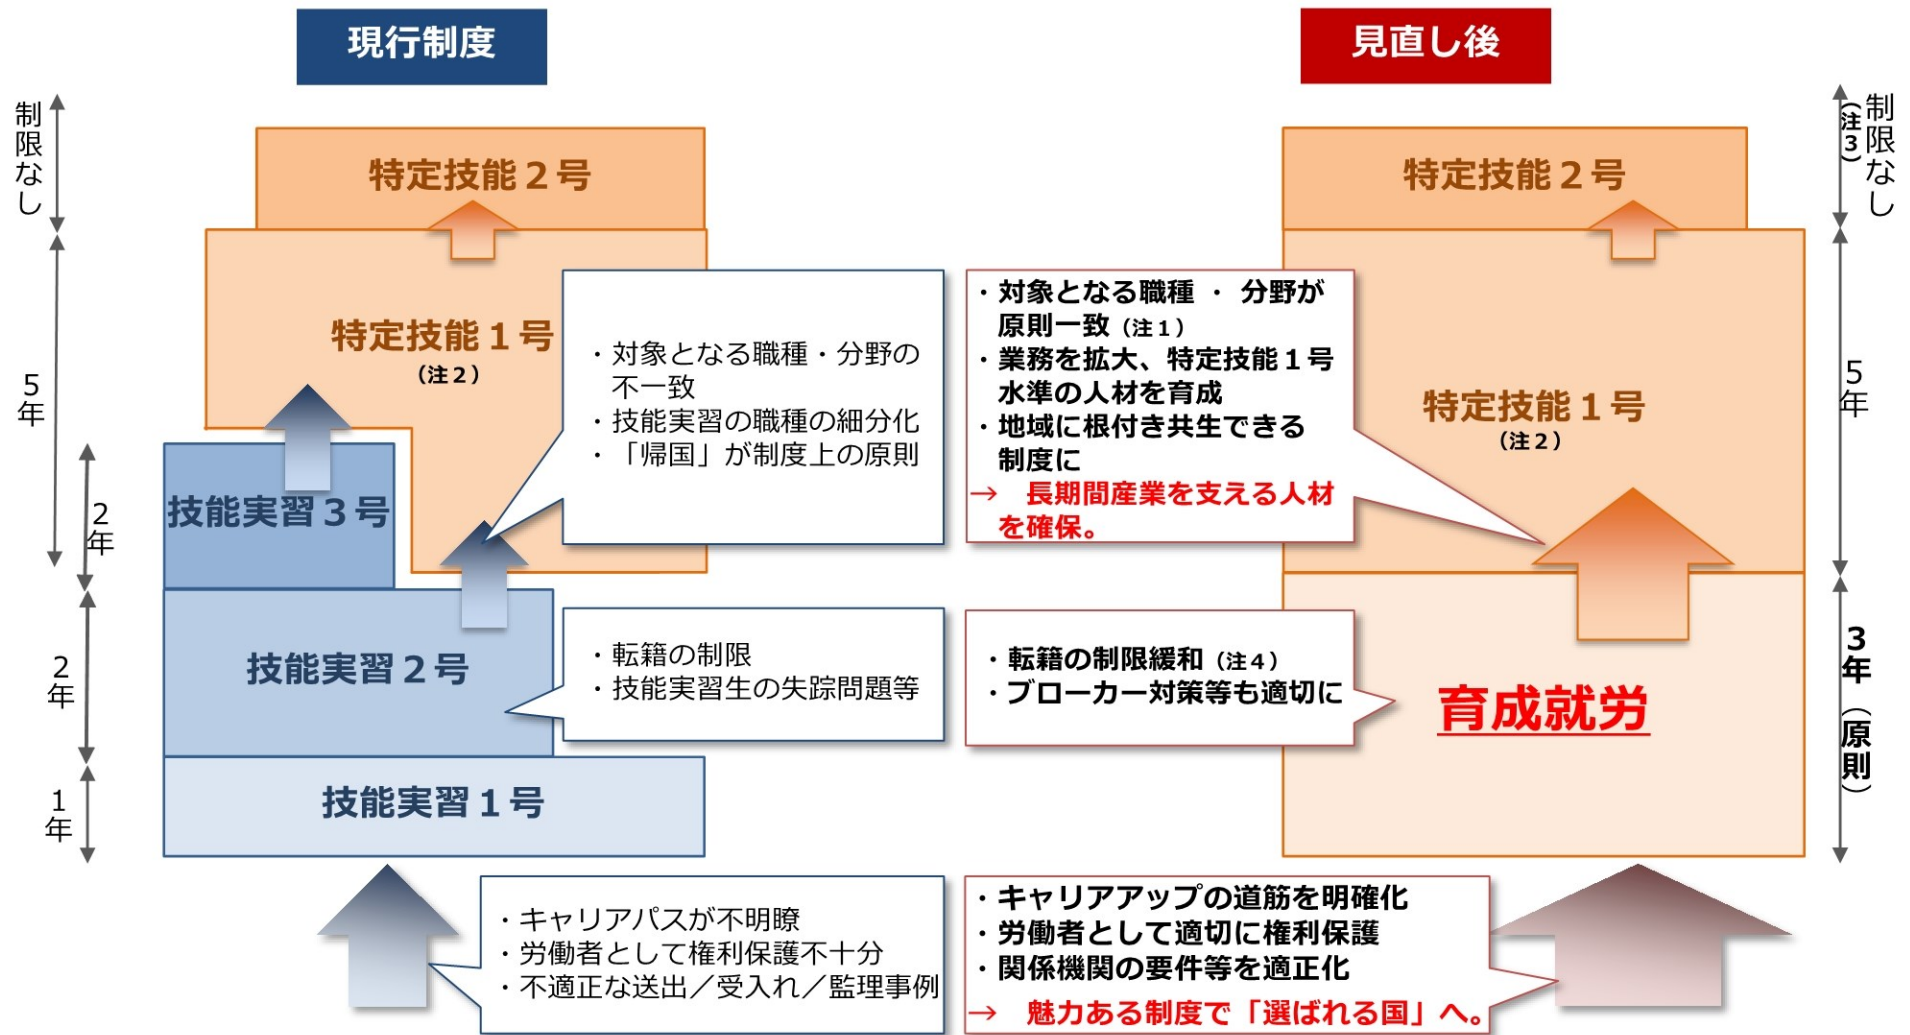 現行制度
見直し後
制限なし
5年
2年
2年
1年
特定技能２号
特定技能１号
（注２）
技能実習３号
技能実習２号
技能実習１号
・対象となる職種・分野の
不一致
・技能実習の職種の細分化
・「帰国」が制度上の原則
・転籍の制限
・技能実習生の失踪問題等
・キャリアパスが不明瞭
・労働者として権利保護不十分
・不適正な送出／受入れ／監理事例
・対象となる職種 ・ 分野が
原則一致（注１）
・業務を拡大、特定技能１号
水準の人材を育成
・地域に根付き共生できる
制度に
→　長期間産業を支える人材
を確保。
・転籍の制限緩和（注４）
・ブローカー対策等も適切に
・キャリアアップの道筋を明確化
・労働者として適切に権利保護
・関係機関の要件等を適正化
→　魅力ある制度で「選ばれる国」へ。
特定技能２号
特定技能１号
（注２）
育成就労
制限なし
（注３）
5年
3年（原則）